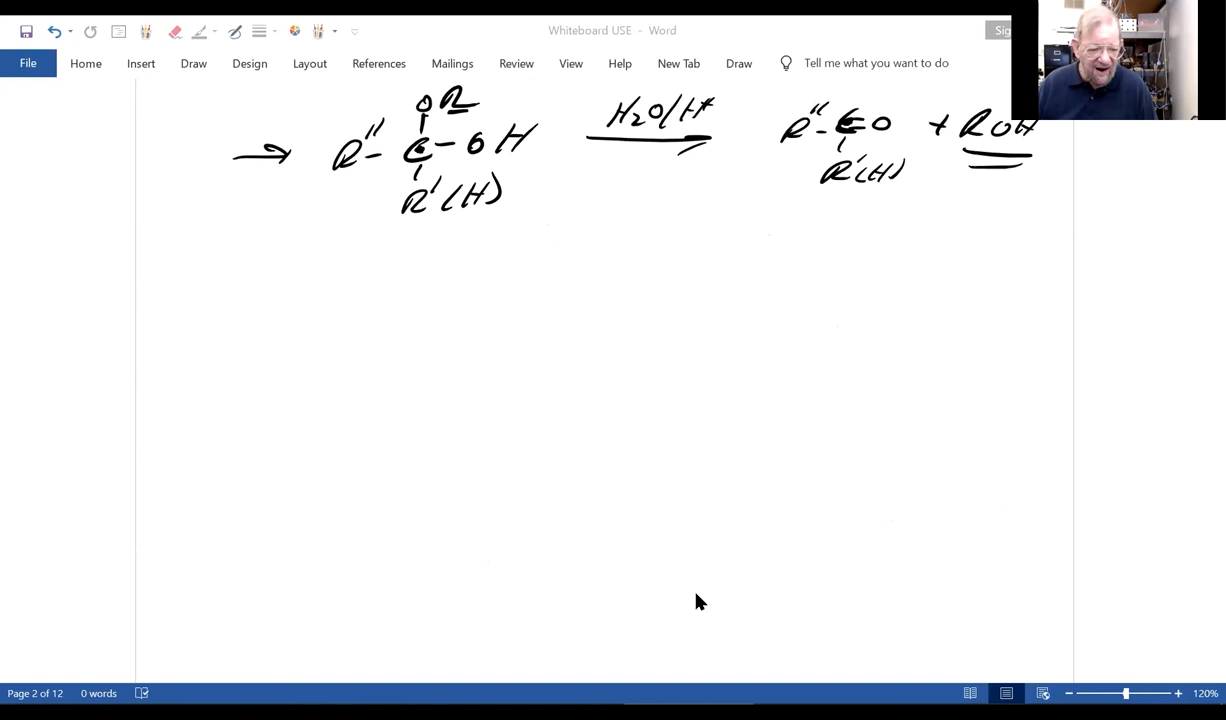 Whiteboard USE - Word
Sig
File Home Insert Draw Design Layout References Mailings Review View Help New Tab Draw Tell me what you want to do
OR
R'' - C - OH H2O/H+ R'' - C=O + ROH
R'(H) R'(H)
Page 2 of 12 0 words 120%